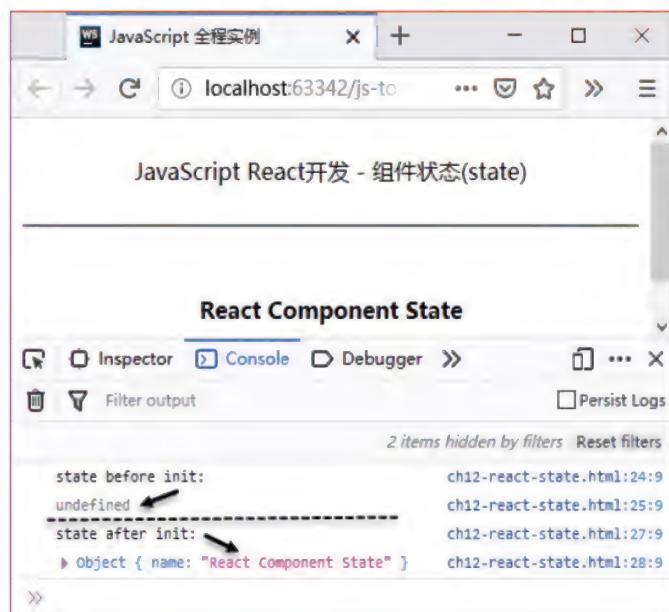 WS JavaScript 全程实例
localhost:63342/js-to
JavaScript React开发 - 组件状态(state)
React Component State
Inspector Console Debugger
Filter output Persist Logs
2 items hidden by filters Reset filters
state before init: ch12-react-state.html:24:9
undefined ch12-react-state.html:25:9
state after init: ch12-react-state.html:27:9
Object { name: "React Component State" } ch12-react-state.html:28:9